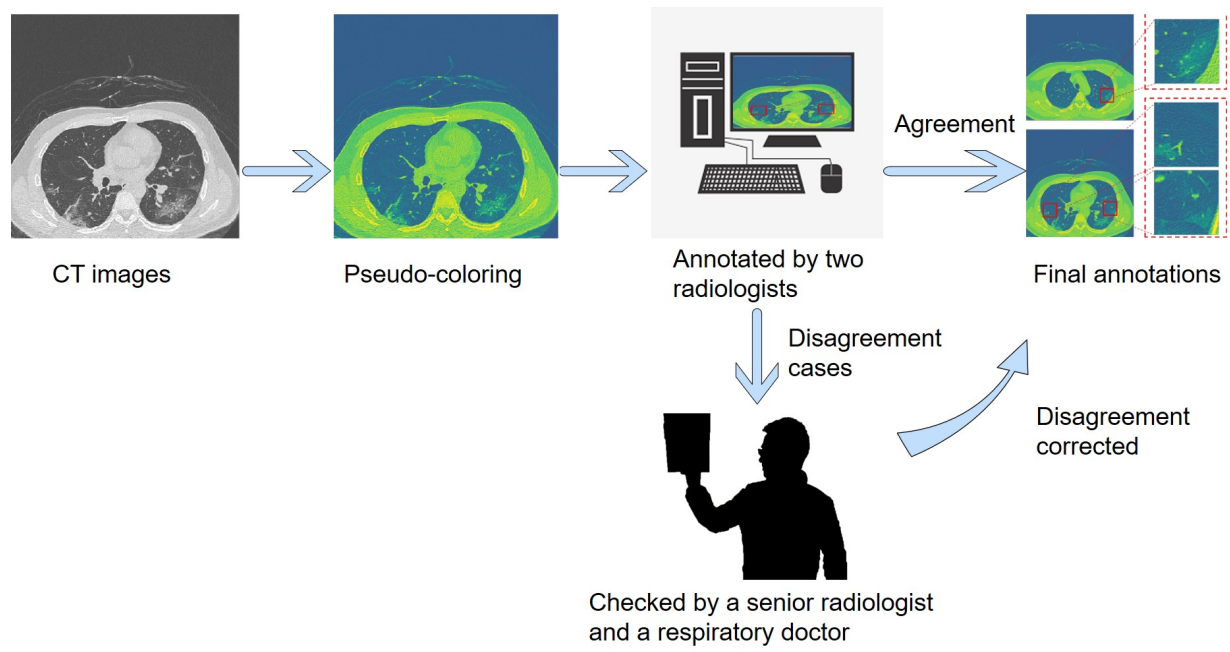 CT images
Pseudo-coloring
Annotated by two
radiologists
Agreement
Final annotations
Disagreement
cases
Disagreement
corrected
Checked by a senior radiologist
and a respiratory doctor